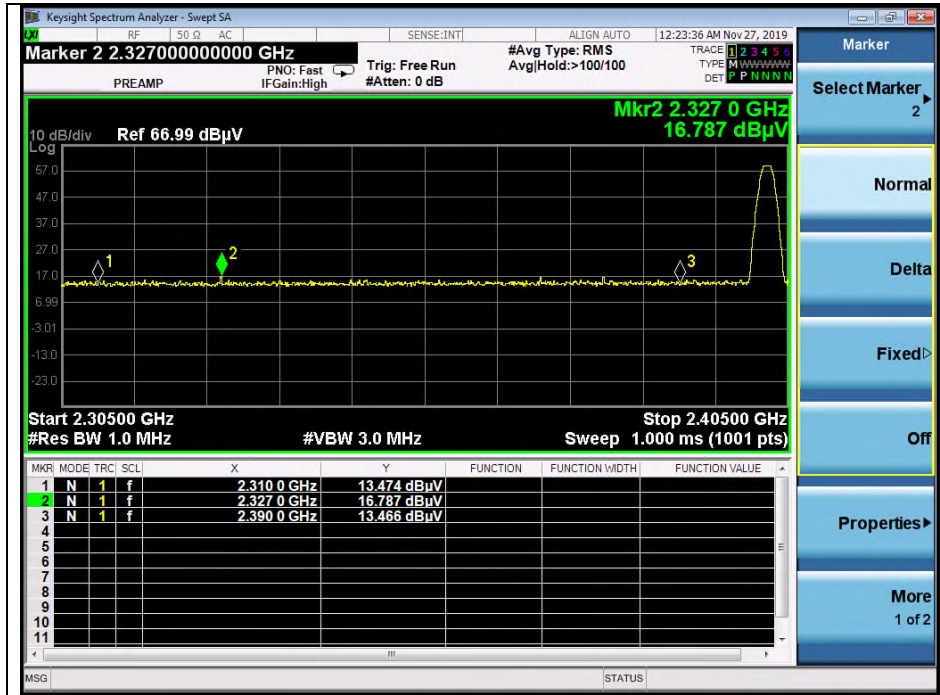 Keysight Spectrum Analyzer - Swept SA
LXI RF 50 Ω AC SENSE:INT ALIGN AUTO 12:23:36 AM Nov 27, 2019
Marker 2 2.327000000000 GHz
PREAMP
PNO: Fast
IFGain:High
Trig: Free Run
#Atten: 0 dB
#Avg Type: RMS
Avg|Hold:>100/100
TRACE 1 2 3 4 5 6
TYPE M W W W W W
DET P P N N N N
Mkr2 2.327 0 GHz
16.787 dBµV
10 dB/div Ref 66.99 dBµV
Log
57.0
47.0
37.0
27.0
17.0
6.99
-3.01
-13.0
-23.0
1
2
3
Start 2.30500 GHz Stop 2.40500 GHz
#Res BW 1.0 MHz #VBW 3.0 MHz Sweep 1.000 ms (1001 pts)
MKR MODE TRC SCL X Y FUNCTION FUNCTION WIDTH FUNCTION VALUE
1 N 1 f 2.310 0 GHz 13.474 dBµV
2 N 1 f 2.327 0 GHz 16.787 dBµV
3 N 1 f 2.390 0 GHz 13.466 dBµV
4
5
6
7
8
9
10
11
MSG STATUS
Marker
Select Marker
2
Normal
Delta
Fixed
Off
Properties
More
1 of 2